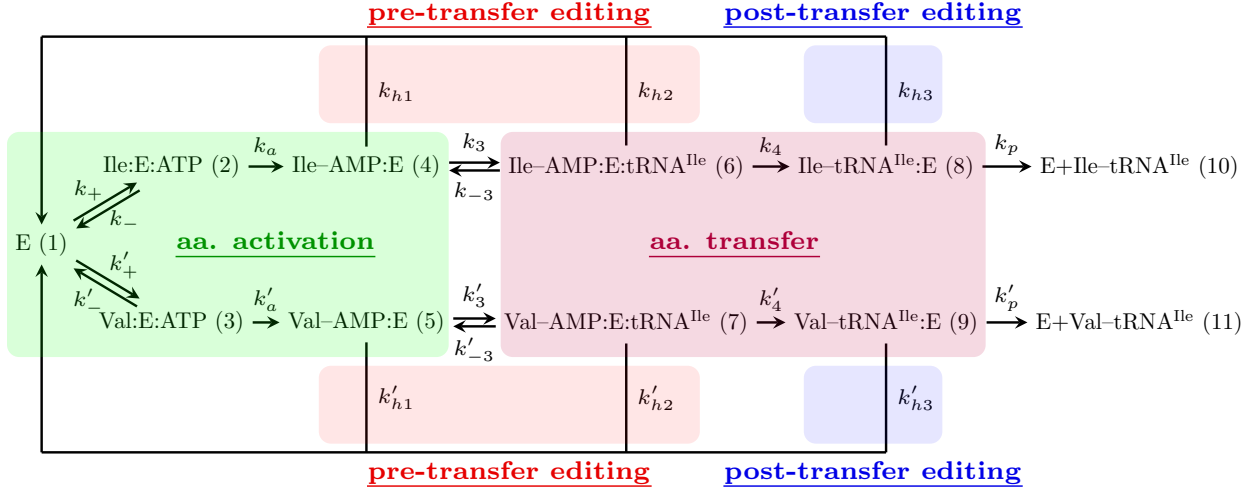 pre-transfer editing post-transfer editing
k_{h1} k_{h2} k_{h3}
k_a k_3 k_4 k_p
Ile:E:ATP (2) Ile–AMP:E (4) Ile–AMP:E:tRNA^{Ile} (6) Ile–tRNA^{Ile}:E (8) E+Ile–tRNA^{Ile} (10)
k_+ k_{-3}
k_-
E (1) aa. activation aa. transfer
k'_+
k'_- k'_a k'_3 k'_4 k'_p
Val:E:ATP (3) Val–AMP:E (5) Val–AMP:E:tRNA^{Ile} (7) Val–tRNA^{Ile}:E (9) E+Val–tRNA^{Ile} (11)
k'_{-3}
k'_{h1} k'_{h2} k'_{h3}
pre-transfer editing post-transfer editing